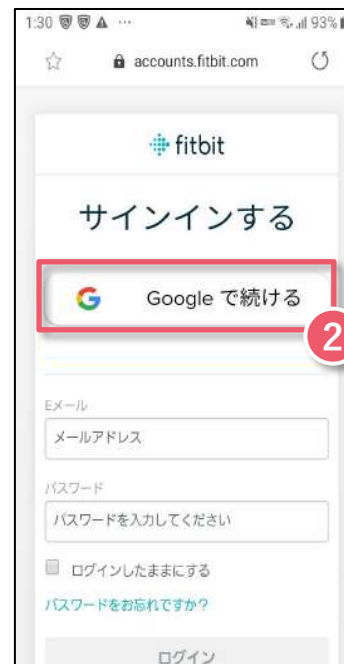 1:30 ... 93%
accounts.fitbit.com
fitbit
サインインする
Google で続ける
2
Eメール
メールアドレス
パスワード
パスワードを入力してください
ログインしたままにする
パスワードをお忘れですか?
ログイン